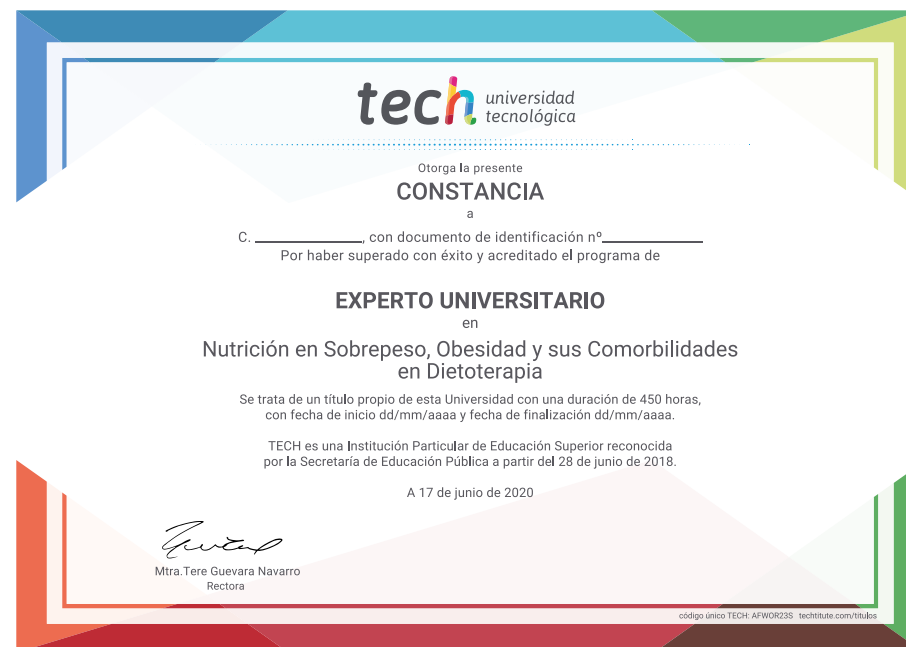 tech universidad
tecnológica
Otorga la presente
CONSTANCIA
a
C. ____________, con documento de identificación nº____________
Por haber superado con éxito y acreditado el programa de
EXPERTO UNIVERSITARIO
en
Nutrición en Sobrepeso, Obesidad y sus Comorbilidades
en Dietoterapia
Se trata de un título propio de esta Universidad con una duración de 450 horas,
con fecha de inicio dd/mm/aaaa y fecha de finalización dd/mm/aaaa.
TECH es una Institución Particular de Educación Superior reconocida
por la Secretaría de Educación Pública a partir del 28 de junio de 2018.
A 17 de junio de 2020
Mtra.Tere Guevara Navarro
Rectora
código único TECH: AFWOR23S techtitute.com/titulos